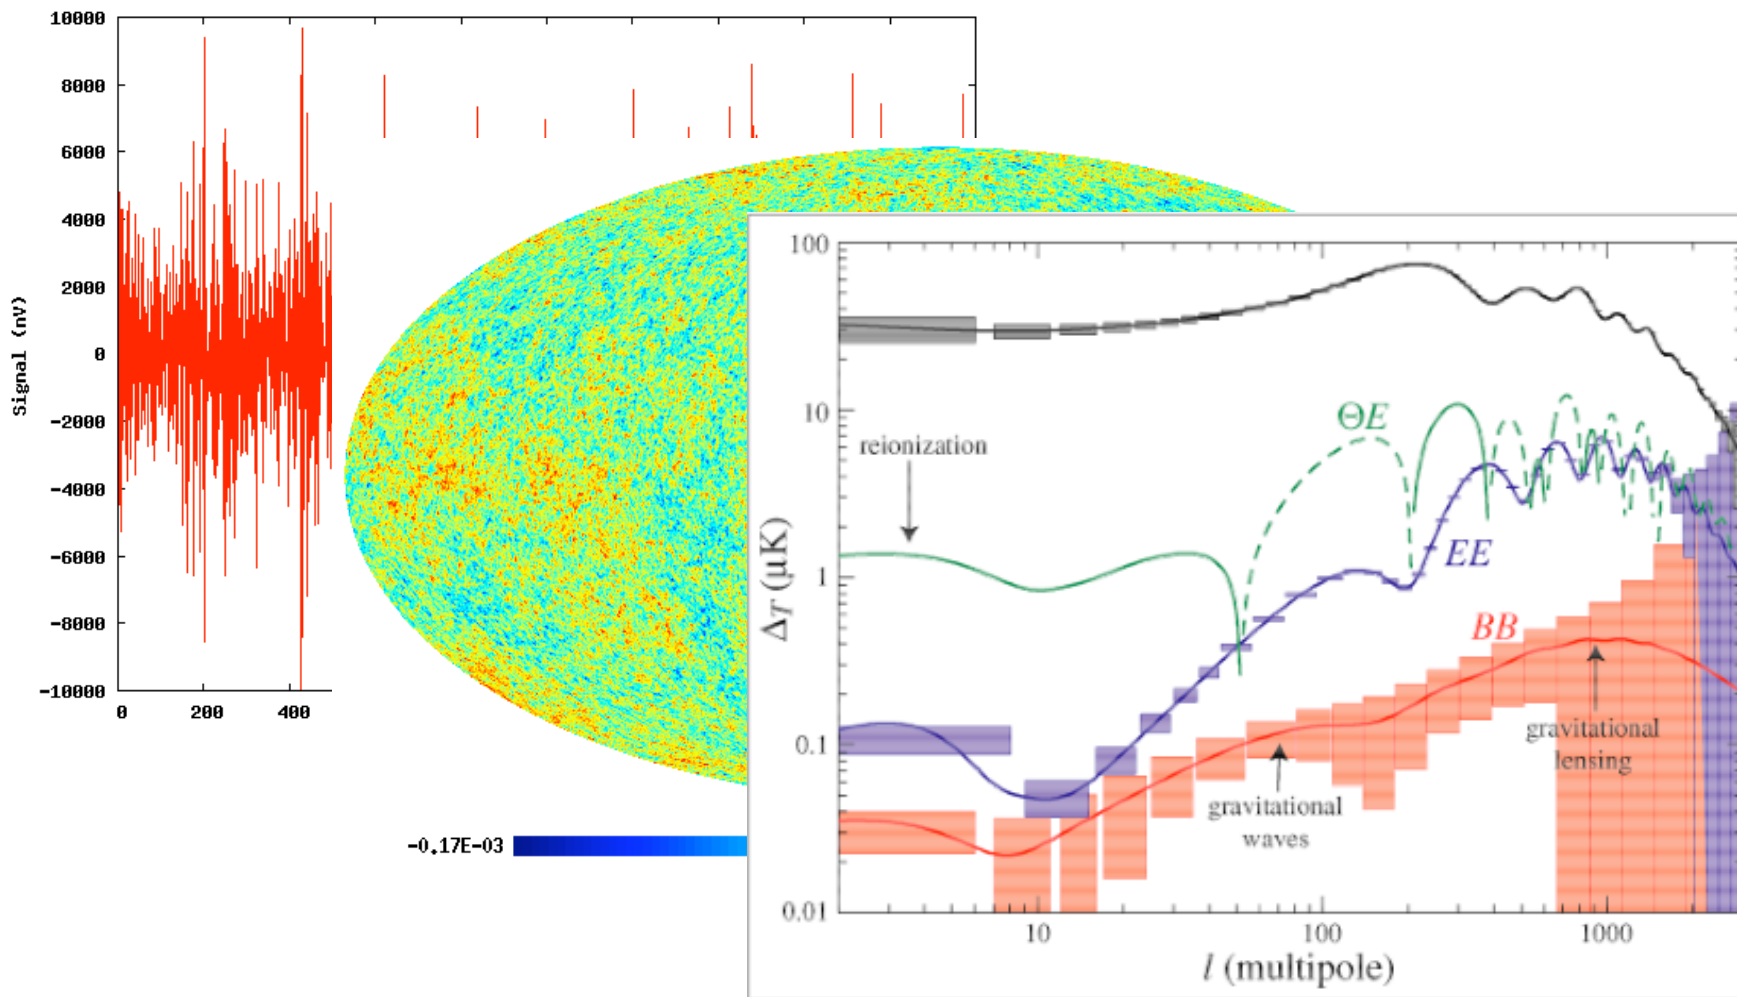 10000
8000
6000
4000
2000
0
-2000
-4000
-6000
-8000
-10000
Signal (nV)
0 200 400
-0.17E-03
100
10
1
0.1
0.01
ΔT (μK)
reionization
ΘE
EE
BB
gravitational
waves
gravitational
lensing
10 100 1000
l (multipole)